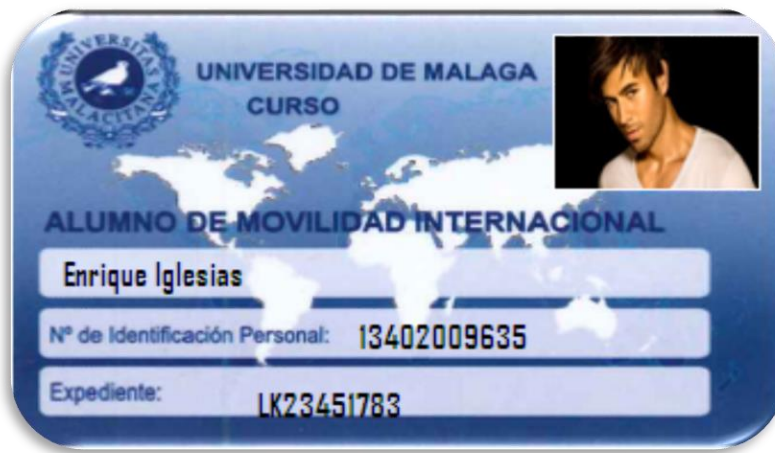 UNIVERSITAS MALACITANA
UNIVERSIDAD DE MALAGA
CURSO
ALUMNO DE MOVILIDAD INTERNACIONAL
Enrique Iglesias
Nº de Identificación Personal: 13402009635
Expediente: LK23451783